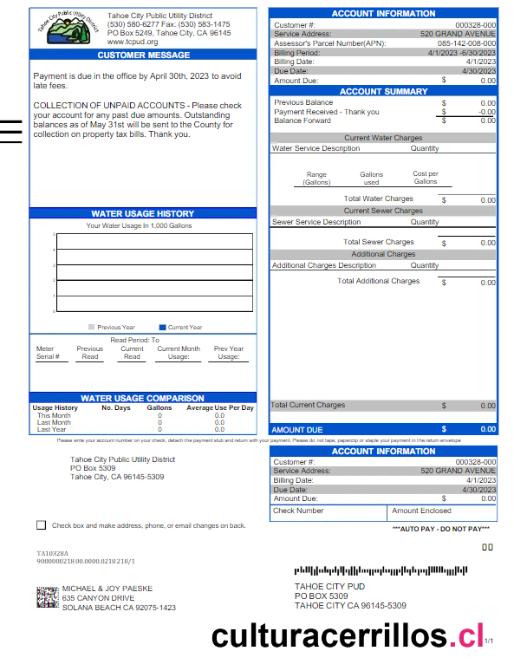 Tahoe City Public Utility District
(530) 580-6277 Fax: (530) 583-1475
PO Box 5249, Tahoe City, CA 96145
www.tcpud.org
CUSTOMER MESSAGE
Payment is due in the office by April 30th, 2023 to avoid
late fees.
COLLECTION OF UNPAID ACCOUNTS - Please check
your account for any past due amounts. Outstanding
balances as of May 31st will be sent to the County for
collection on property tax bills. Thank you.
WATER USAGE HISTORY
Your Water Usage In 1,000 Gallons
5
4
3
2
1
0
Previous Year Current Year
Read Period: To
Meter Serial # Previous Read Current Read Current Month Usage: Prev Year Usage:
WATER USAGE COMPARISON
Usage History No. Days Gallons Average Use Per Day
This Month 0 0.0
Last Month 0 0.0
Last Year 0 0.0
ACCOUNT INFORMATION
Customer #: 000328-000
Service Address: 520 GRAND AVENUE
Assessor's Parcel Number(APN): 085-142-008-000
Billing Period: 4/1/2023 -6/30/2023
Billing Date: 4/1/2023
Due Date: 4/30/2023
Amount Due: $ 0.00
ACCOUNT SUMMARY
Previous Balance $ 0.00
Payment Received - Thank you $ -0.00
Balance Forward $ 0.00
Current Water Charges
Water Service Description Quantity
Range (Gallons) Gallons used Cost per Gallons
Total Water Charges $ 0.00
Current Sewer Charges
Sewer Service Description Quantity
Total Sewer Charges $ 0.00
Additional Charges
Additional Charges Description Quantity
Total Additional Charges $ 0.00
Total Current Charges $ 0.00
AMOUNT DUE $ 0.00
Please write your account number on your check, detach the payment stub and return with your payment. Please do not tape, paperclip or staple your payment in the return envelope
Tahoe City Public Utility District
PO Box 5309
Tahoe City, CA 96145-5309
Check box and make address, phone, or email changes on back.
ACCOUNT INFORMATION
Customer #: 000328-000
Service Address: 520 GRAND AVENUE
Billing Date: 4/1/2023
Due Date: 4/30/2023
Amount Due: $ 0.00
Check Number Amount Enclosed
***AUTO PAY - DO NOT PAY***
TA10328A
MICHAEL & JOY PAESKE
635 CANYON DRIVE
SOLANA BEACH CA 92075-1423
TAHOE CITY PUD
PO BOX 5309
TAHOE CITY CA 96145-5309
culturacerrillos.cl
1/1